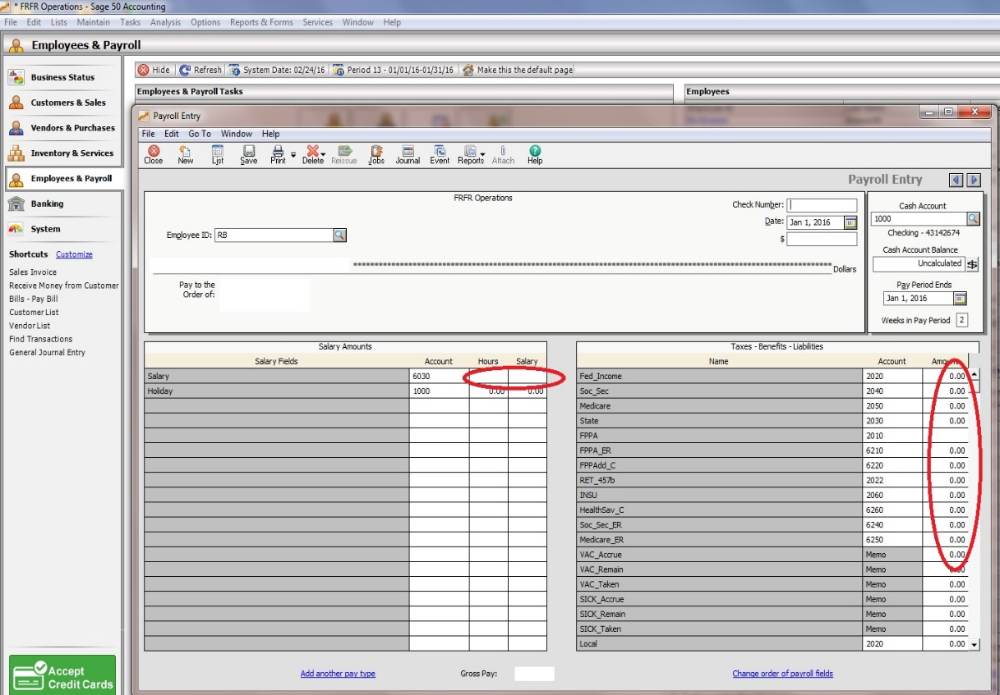 * FRFR Operations - Sage 50 Accounting
File Edit Lists Maintain Tasks Analysis Options Reports & Forms Services Window Help
Employees & Payroll
Business Status
Customers & Sales
Vendors & Purchases
Inventory & Services
Employees & Payroll
Banking
System
Shortcuts Customize
Sales Invoice
Receive Money from Customer
Bills - Pay Bill
Customer List
Vendor List
Find Transactions
General Journal Entry
Accept
Credit Cards
Hide Refresh System Date: 02/24/16 Period 13 - 01/01/16-01/31/16 Make this the default page
Employees & Payroll Tasks Employees
Payroll Entry
File Edit Go To Window Help
Close New List Save Print Delete Reissue Jobs Journal Event Reports Attach Help
Payroll Entry
FRFR Operations
Check Number:
Date: Jan 1, 2016
$
Employee ID: RB
Dollars
Pay to the
Order of:
Cash Account
1000
Checking - 43142674
Cash Account Balance
Uncalculated
Pay Period Ends
Jan 1, 2016
Weeks in Pay Period 2
Salary Amounts
Salary Fields Account Hours Salary
Salary 6030
Holiday 1000 0.00 0.00
Taxes - Benefits - Liabilities
Name Account Amount
Fed_Income 2020 0.00
Soc_Sec 2040 0.00
Medicare 2050 0.00
State 2030 0.00
FPPA 2010
FPPA_ER 6210 0.00
FPPAdd_C 6220 0.00
RET_457b 2022 0.00
INSU 2060 0.00
HealthSav_C 6260 0.00
Soc_Sec_ER 6240 0.00
Medicare_ER 6250 0.00
VAC_Accrue Memo 0.00
VAC_Remain Memo 0.00
VAC_Taken Memo 0.00
SICK_Accrue Memo 0.00
SICK_Remain Memo 0.00
SICK_Taken Memo 0.00
Local 2020 0.00
Add another pay type Gross Pay: Change order of payroll fields